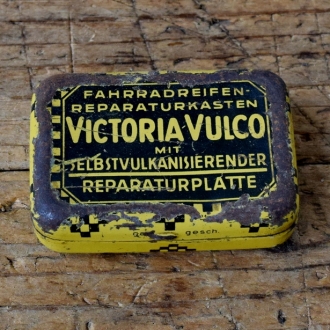 FAHRRADREIFEN-
REPARATURKASTEN
VICTORIA-VULCO
MIT
SELBSTVULKANISIERENDER
REPARATURPLATTE
gesch.